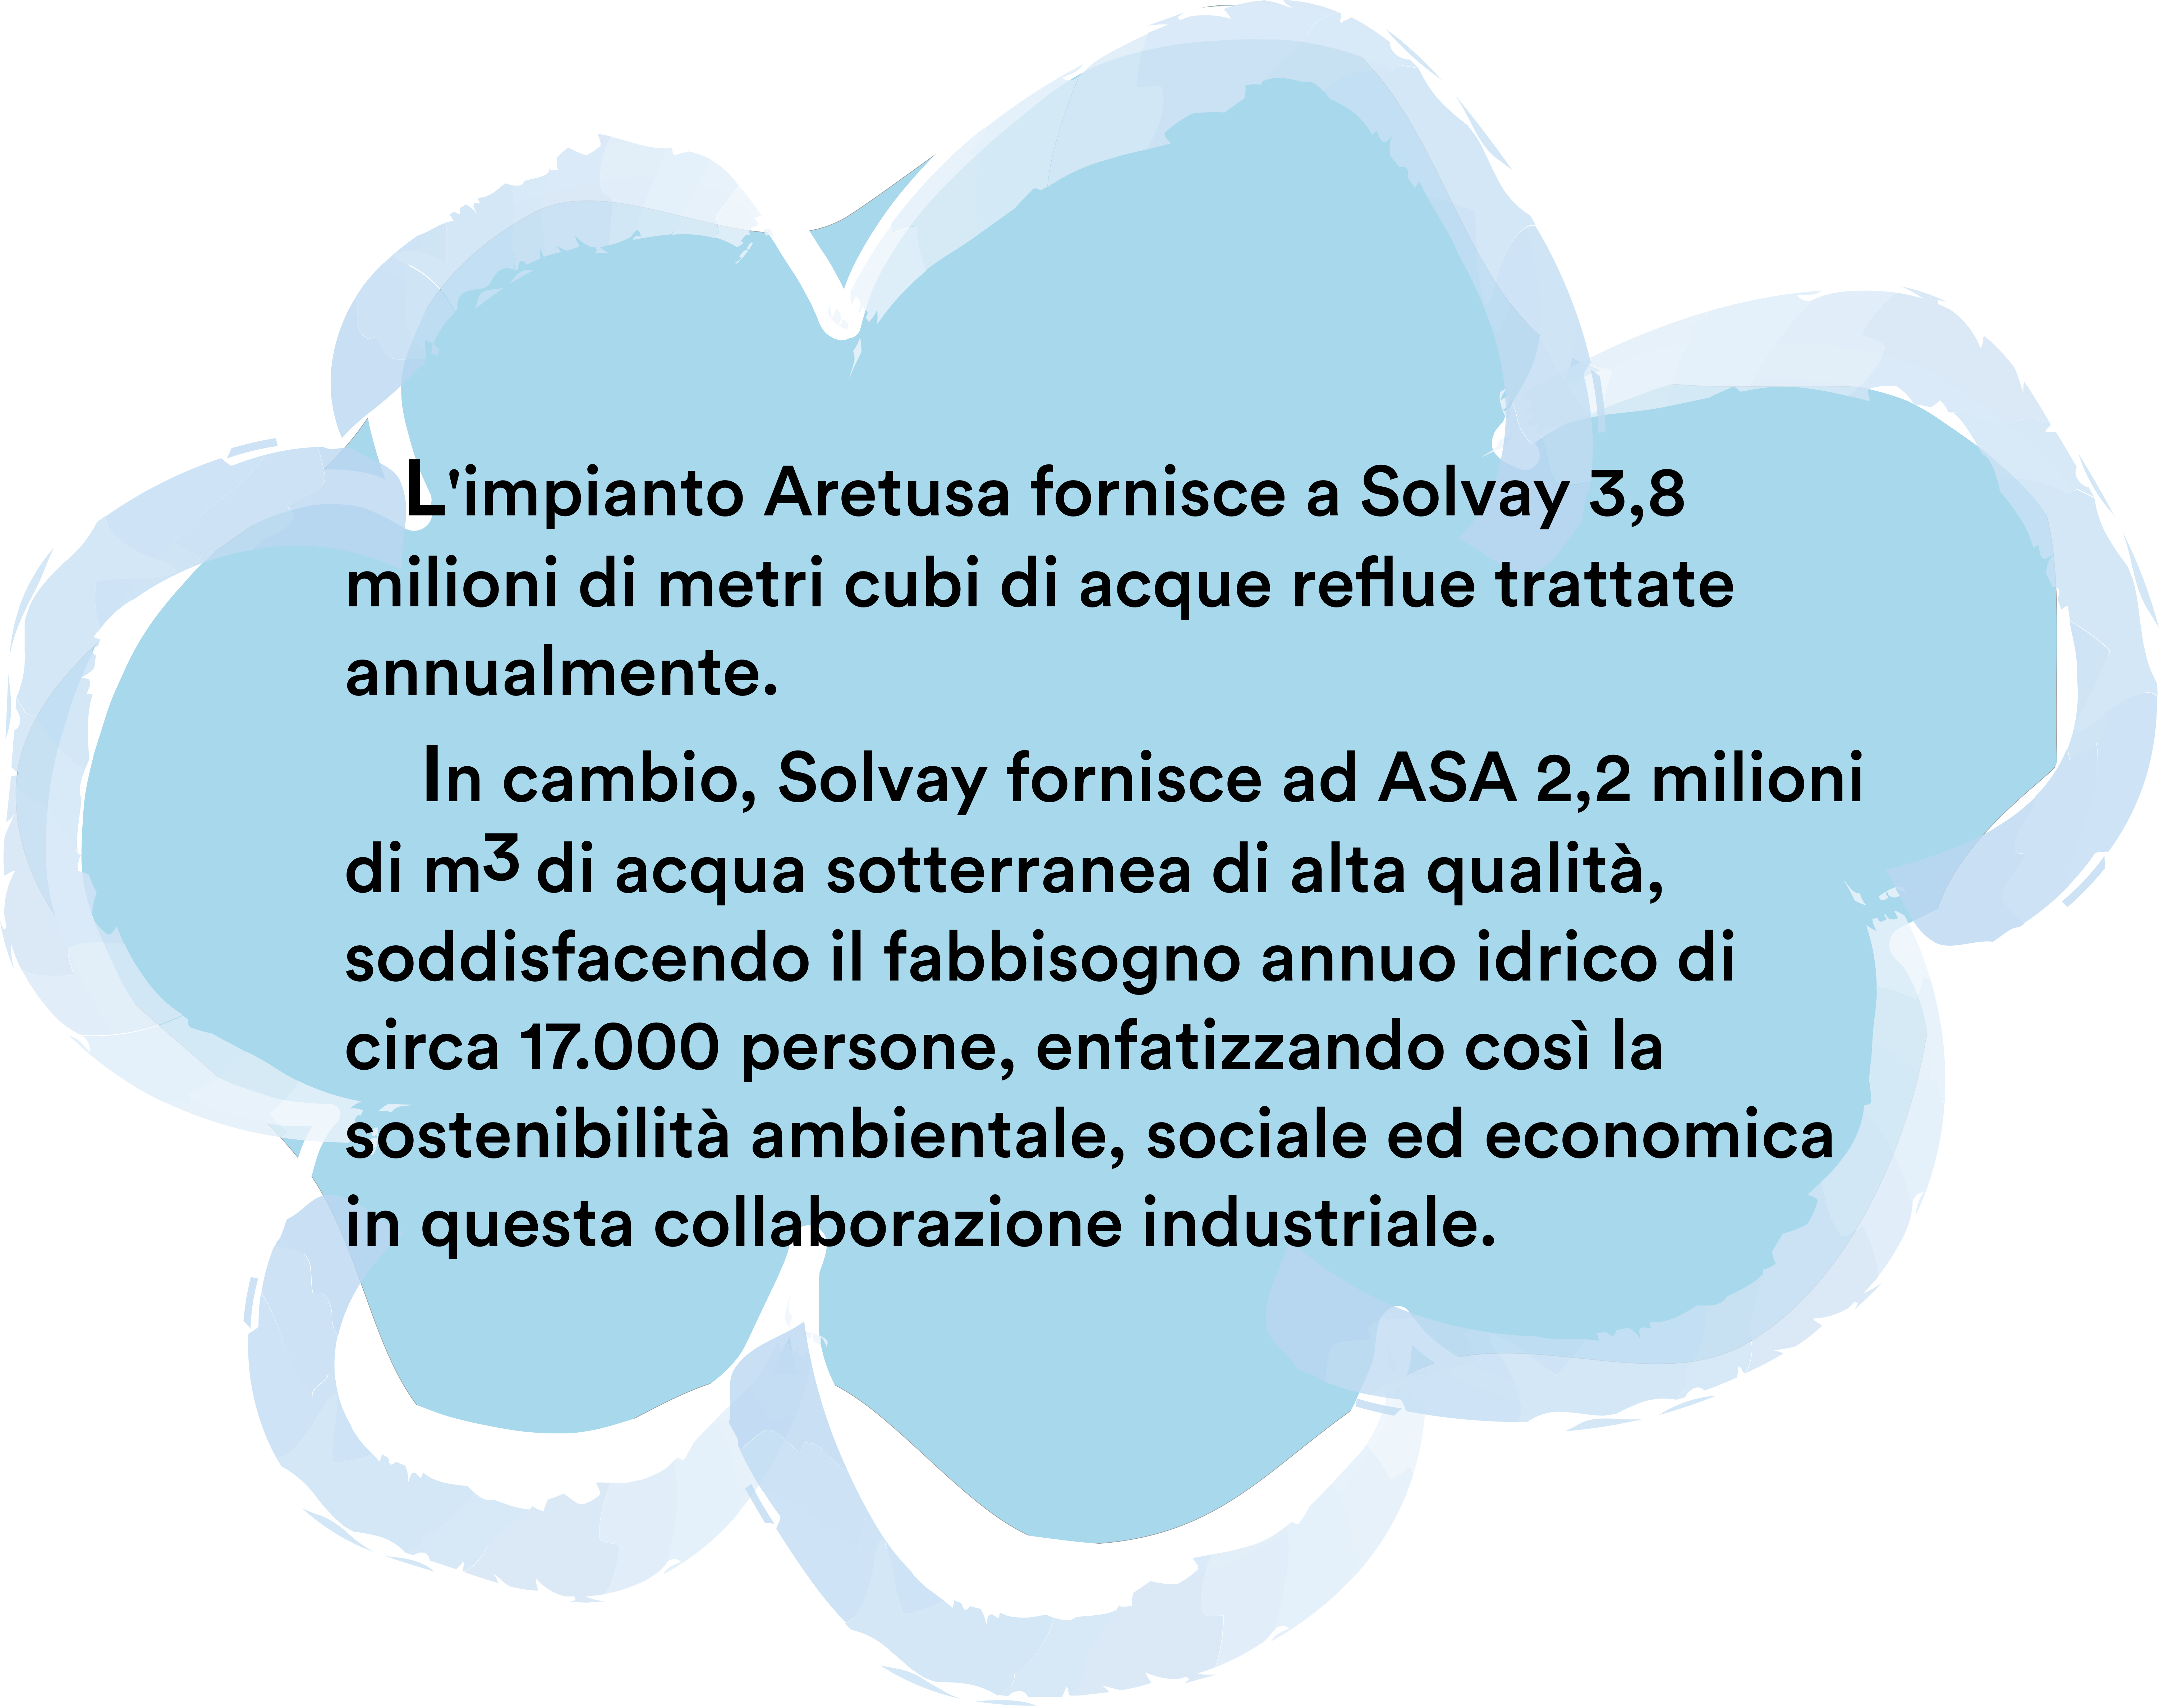 L'impianto Aretusa fornisce a Solvay 3,8
milioni di metri cubi di acque reflue trattate
annualmente.
In cambio, Solvay fornisce ad ASA 2,2 milioni
di m³ di acqua sotterranea di alta qualità,
soddisfacendo il fabbisogno annuo idrico di
circa 17.000 persone, enfatizzando così la
sostenibilità ambientale, sociale ed economica
in questa collaborazione industriale.